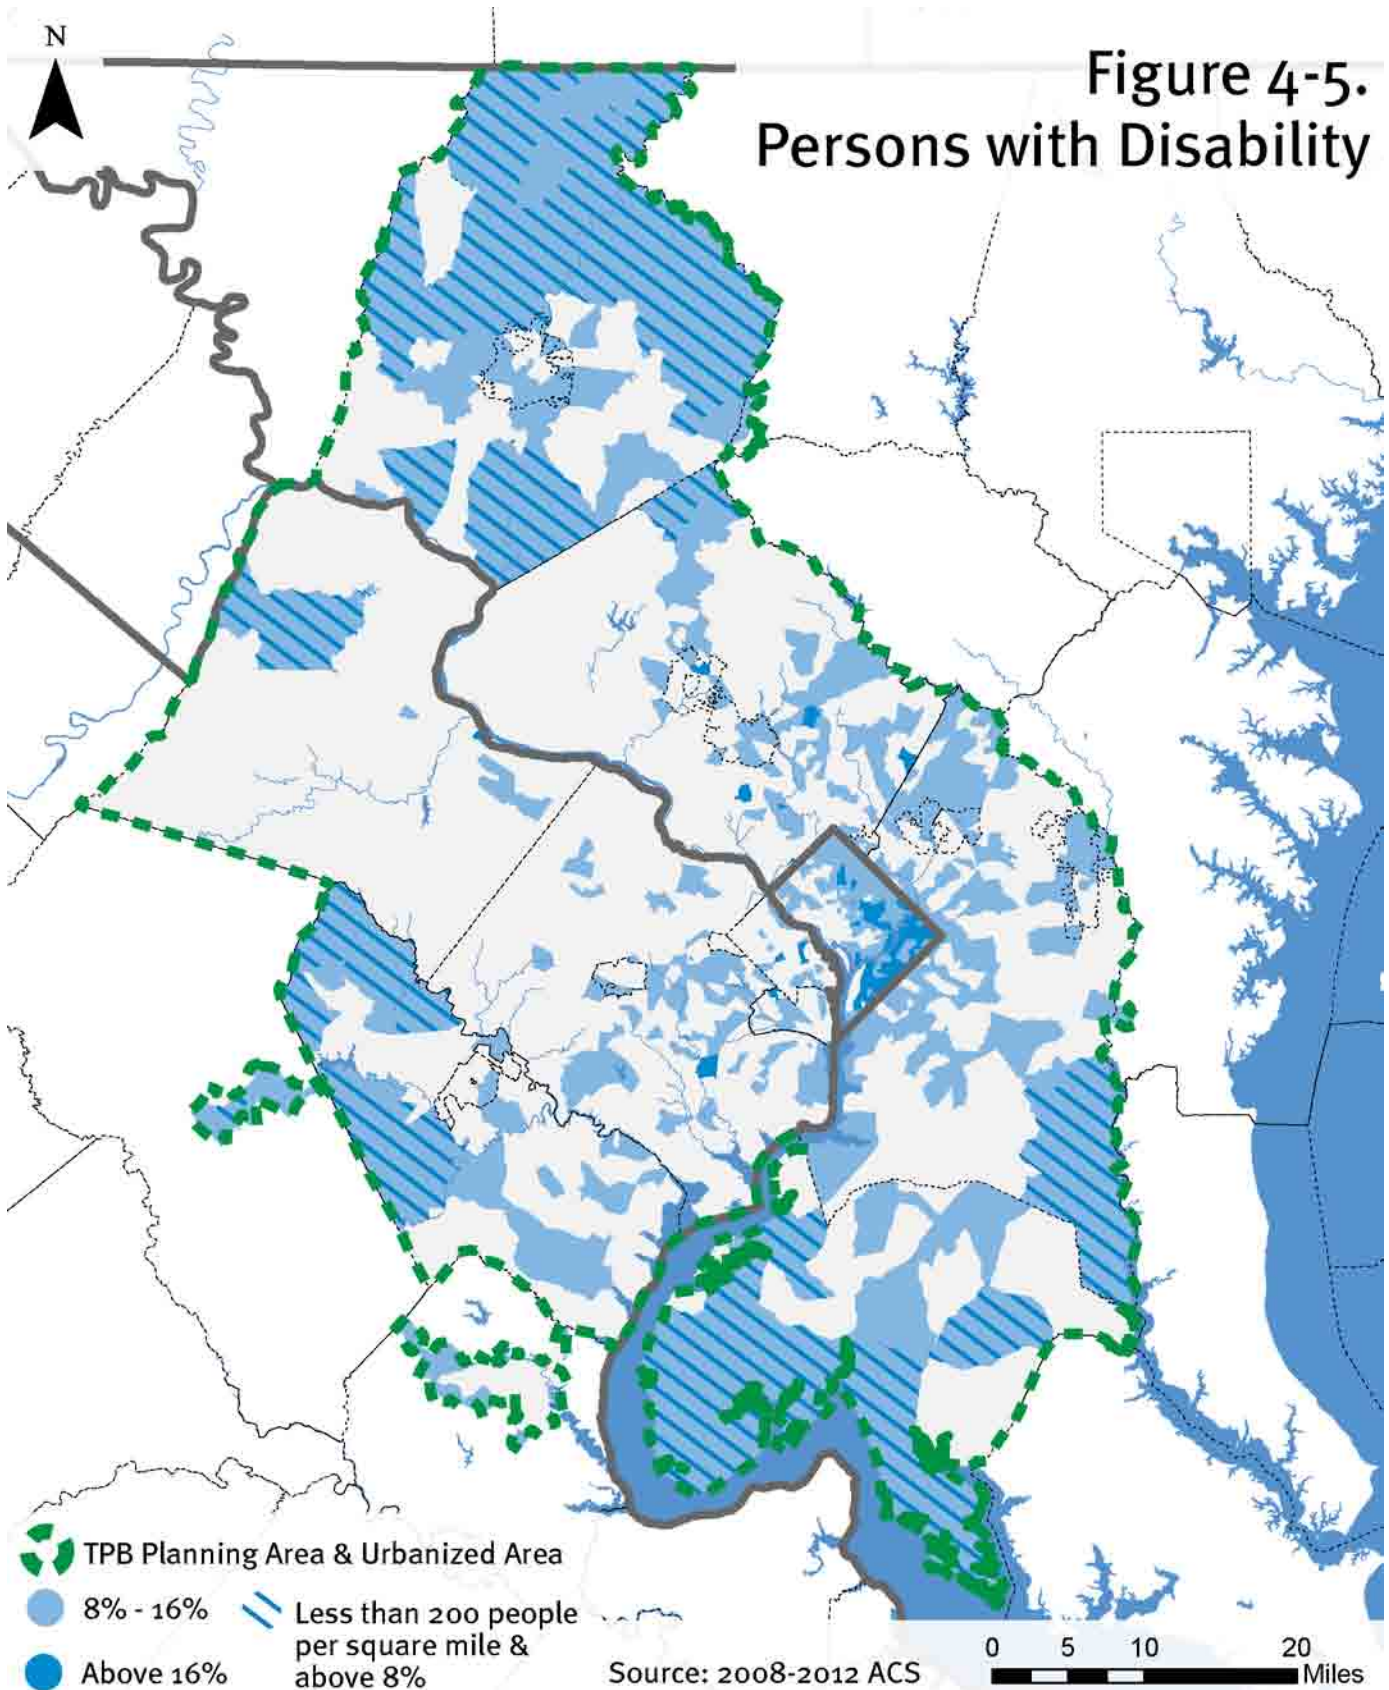 N
Figure 4-5.
Persons with Disability
TPB Planning Area & Urbanized Area
8% - 16%
Above 16%
Less than 200 people
per square mile &
above 8%
Source: 2008-2012 ACS
0 5 10 20
Miles